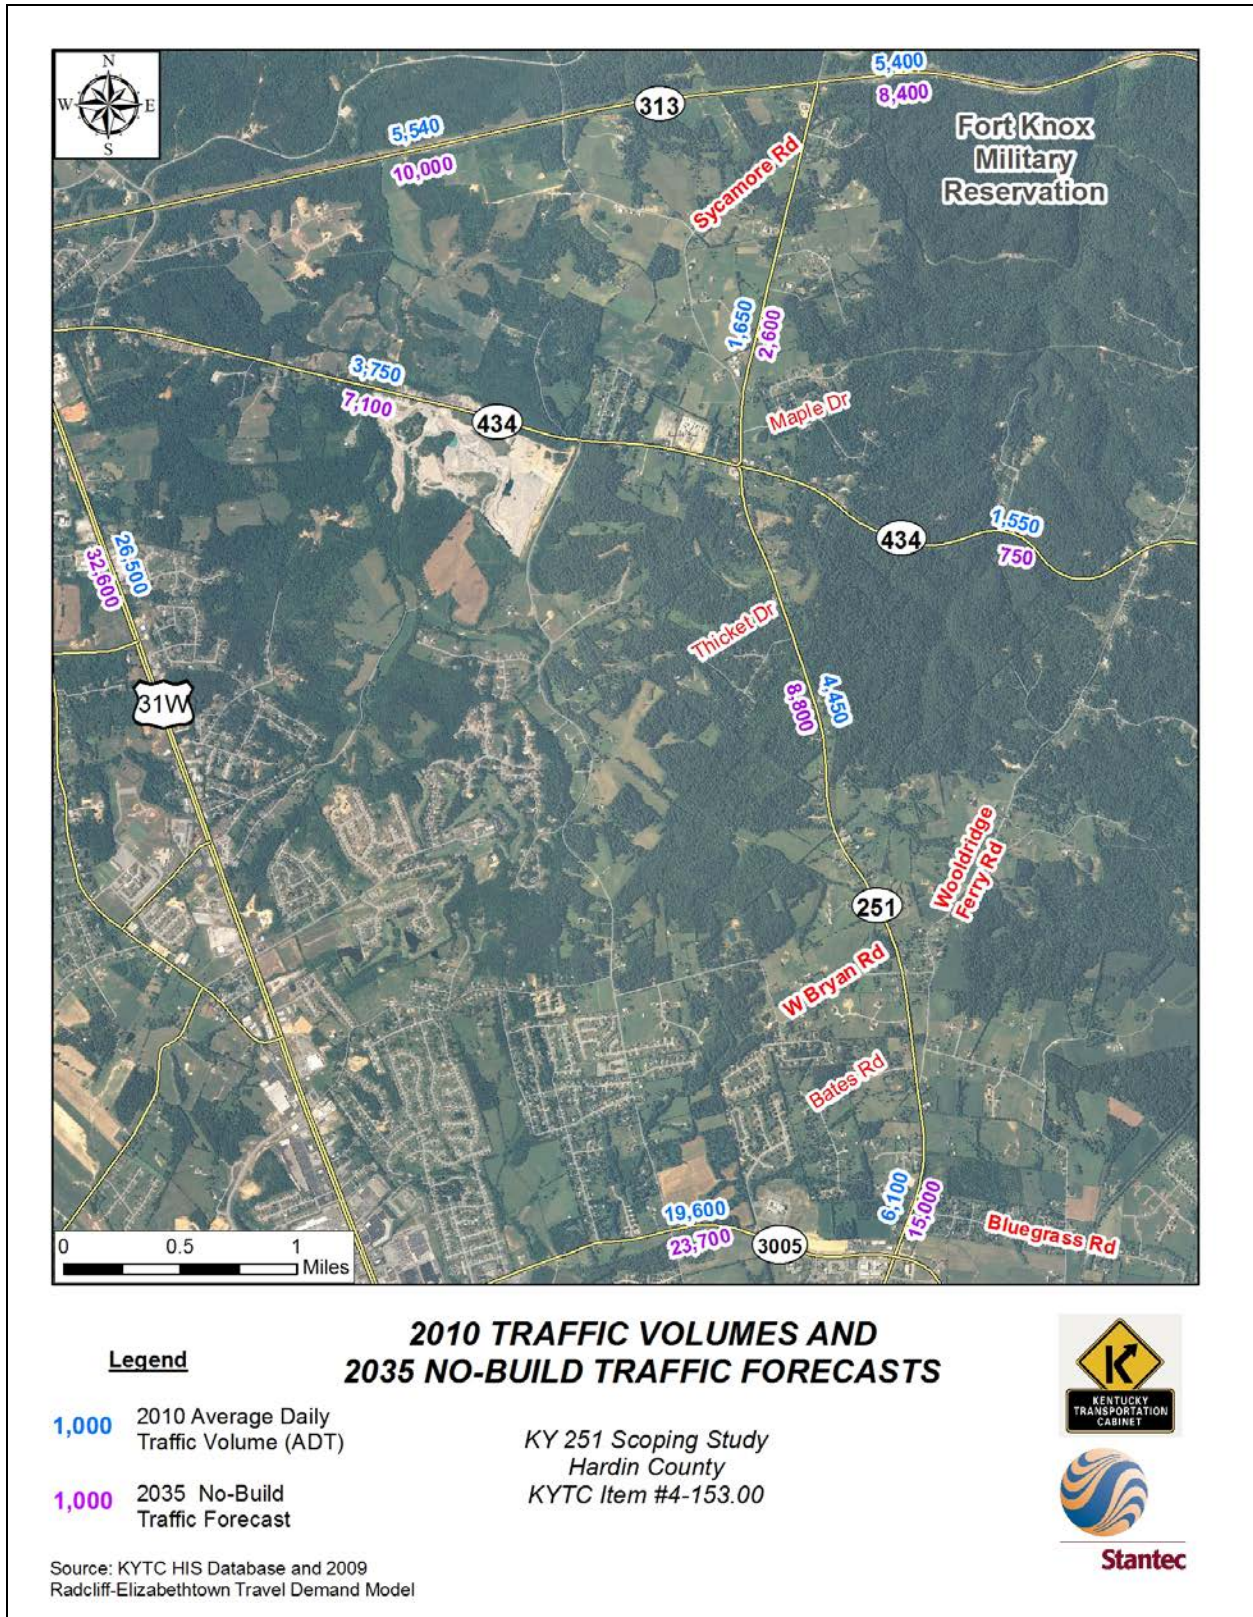 N
W E
S
5,400
8,400
313
5,540
10,000
Fort Knox
Military
Reservation
Sycamore Rd
1,650
2,600
3,750
7,100
434
Maple Dr
434
1,550
750
26,500
32,600
Thicket Dr
31W
8,800
4,450
Wooldridge
Ferry Rd
251
W Bryan Rd
Bates Rd
6,100
15,000
19,600
23,700
3005
Bluegrass Rd
0 0.5 1
Miles
2010 TRAFFIC VOLUMES AND
2035 NO-BUILD TRAFFIC FORECASTS
Legend
1,000 2010 Average Daily
Traffic Volume (ADT)
1,000 2035 No-Build
Traffic Forecast
KY 251 Scoping Study
Hardin County
KYTC Item #4-153.00
K
KENTUCKY
TRANSPORTATION
CABINET
Stantec
Source: KYTC HIS Database and 2009
Radcliff-Elizabethtown Travel Demand Model